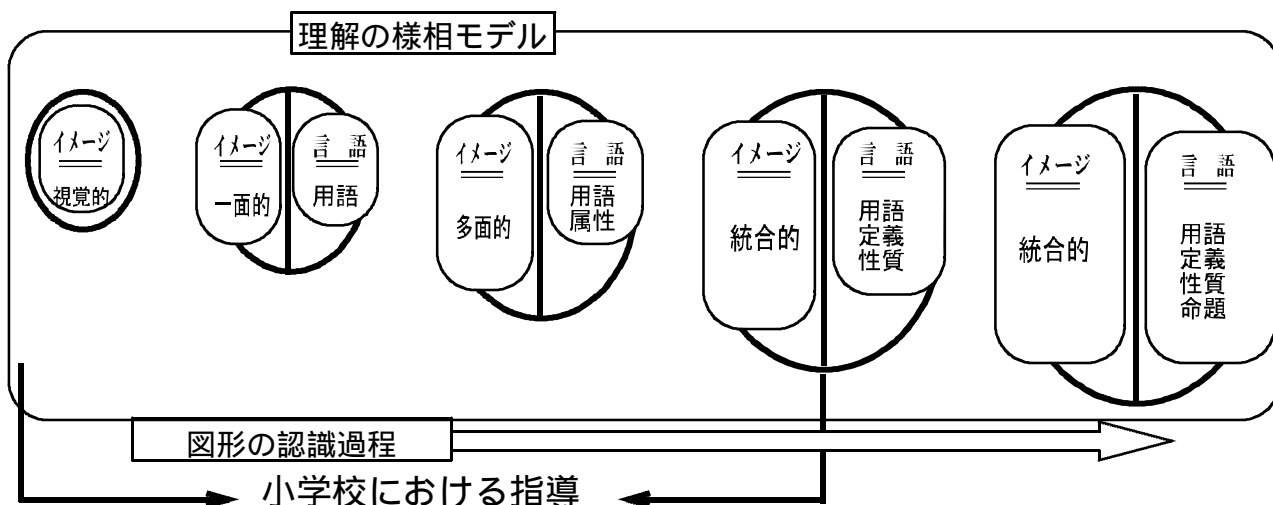 理解の様相モデル
イメージ
視覚的
イメージ
一面的
言語
用語
イメージ
多面的
言語
用語
属性
イメージ
統合的
言語
用語
定義
性質
イメージ
統合的
言語
用語
定義
性質
命題
図形の認識過程
小学校における指導